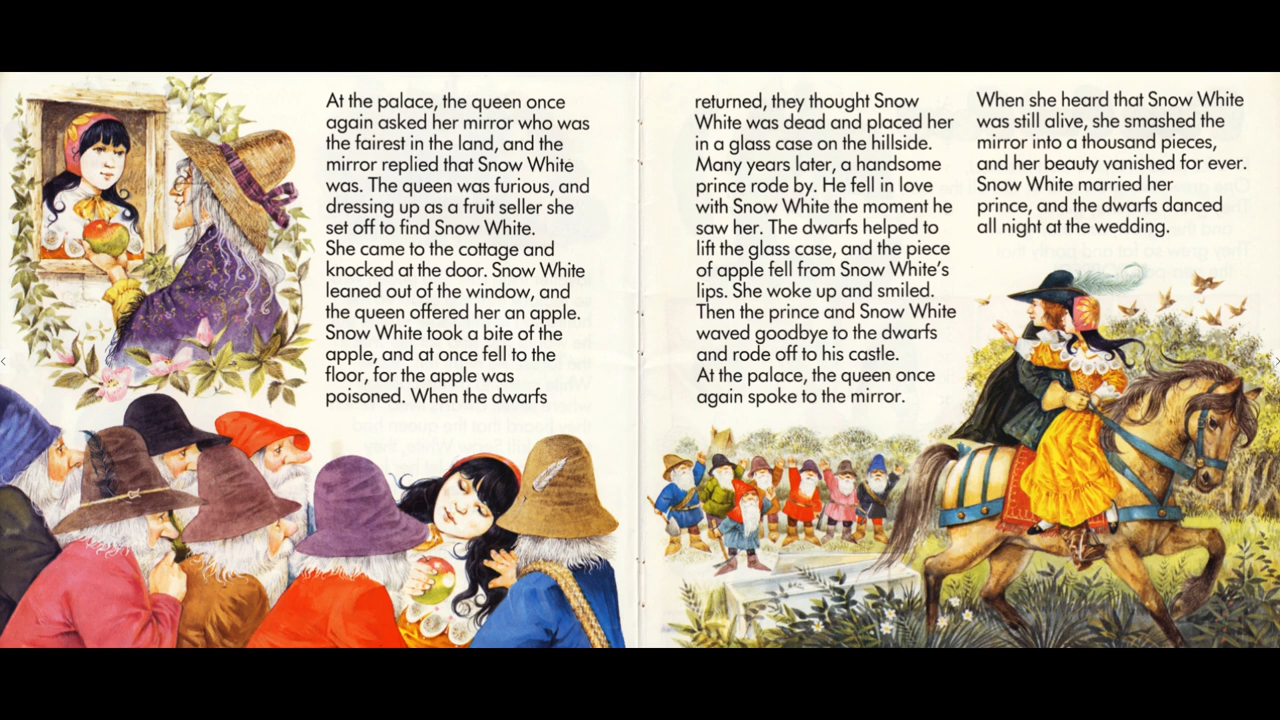 At the palace, the queen once
again asked her mirror who was
the fairest in the land, and the
mirror replied that Snow White
was. The queen was furious, and
dressing up as a fruit seller she
set off to find Snow White.
She came to the cottage and
knocked at the door. Snow White
leaned out of the window, and
the queen offered her an apple.
Snow White took a bite of the
apple, and at once fell to the
floor, for the apple was
poisoned. When the dwarfs
returned, they thought Snow
White was dead and placed her
in a glass case on the hillside.
Many years later, a handsome
prince rode by. He fell in love
with Snow White the moment he
saw her. The dwarfs helped to
lift the glass case, and the piece
of apple fell from Snow White's
lips. She woke up and smiled.
Then the prince and Snow White
waved goodbye to the dwarfs
and rode off to his castle.
At the palace, the queen once
again spoke to the mirror.
When she heard that Snow White
was still alive, she smashed the
mirror into a thousand pieces,
and her beauty vanished for ever.
Snow White married her
prince, and the dwarfs danced
all night at the wedding.